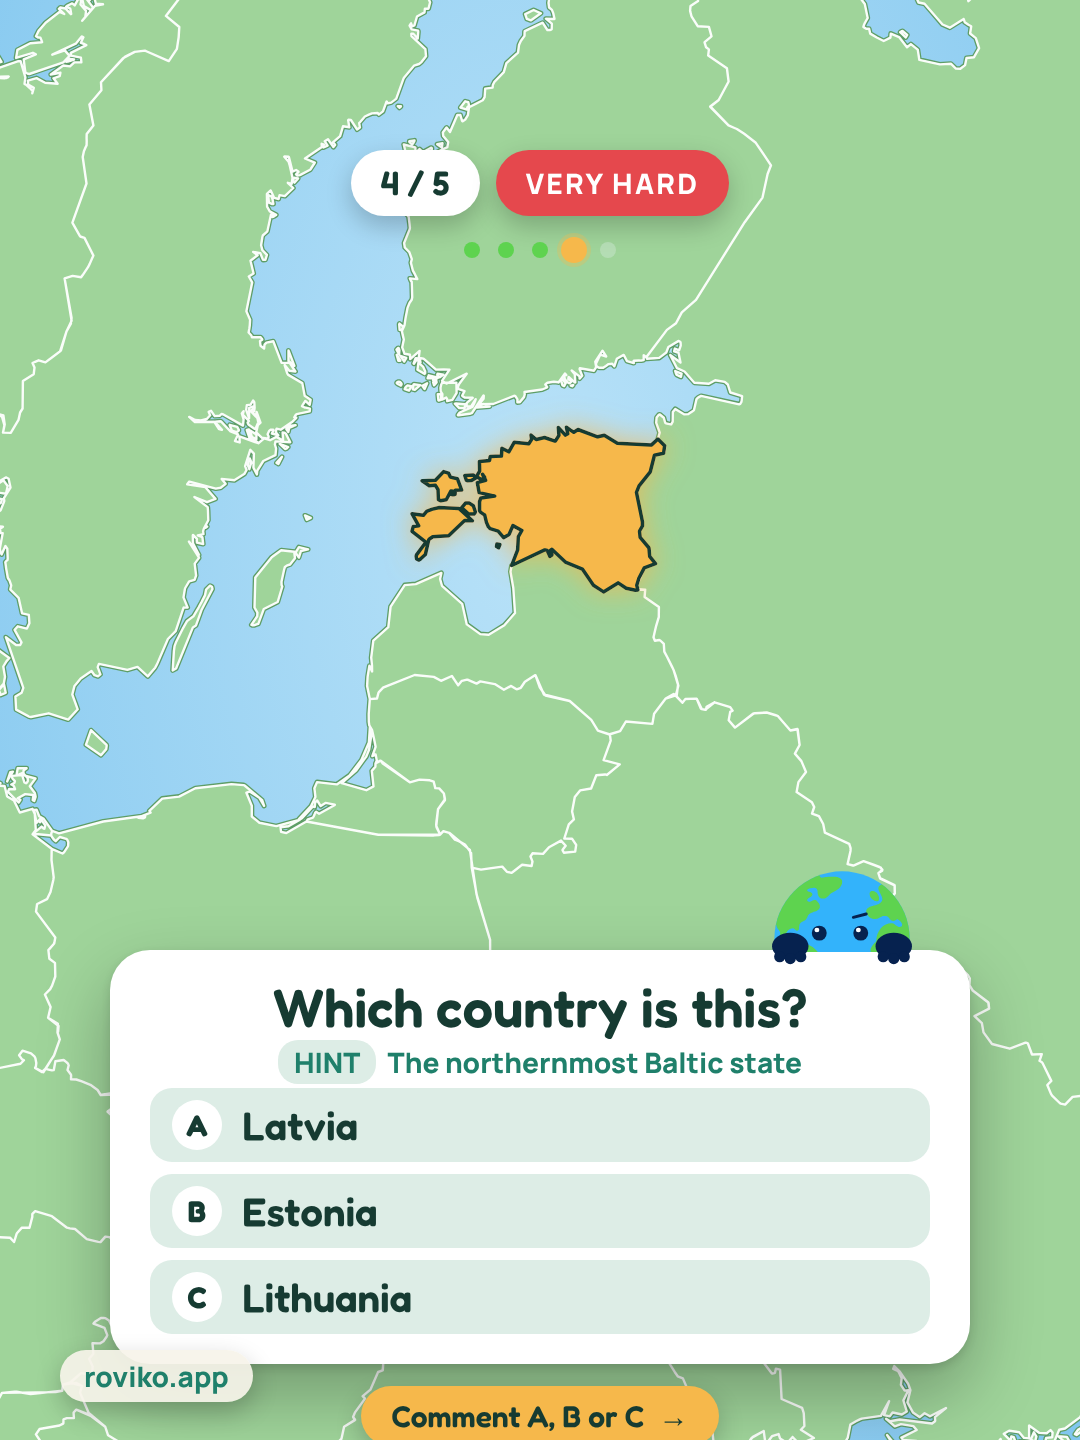 4 / 5
VERY HARD
Which country is this?
HINT The northernmost Baltic state
A Latvia
B Estonia
C Lithuania
roviko.app
Comment A, B or C →